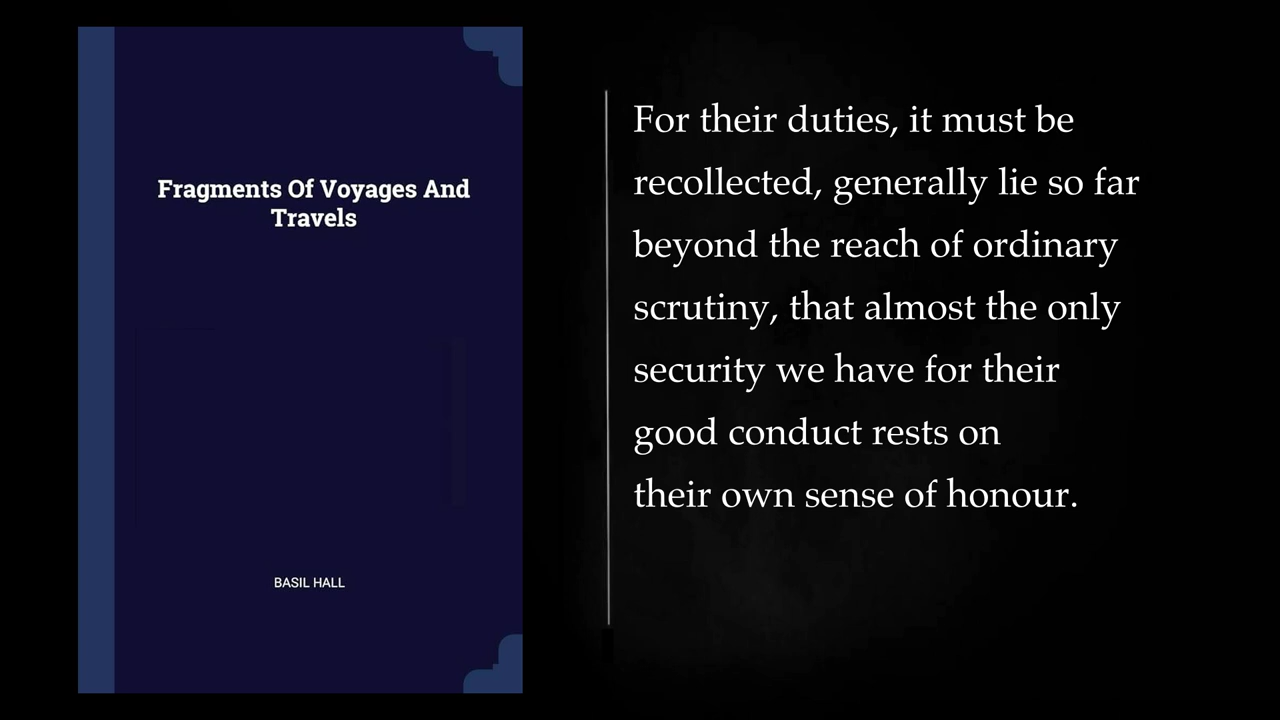 Fragments Of Voyages And
Travels
BASIL HALL
For their duties, it must be
recollected, generally lie so far
beyond the reach of ordinary
scrutiny, that almost the only
security we have for their
good conduct rests on
their own sense of honour.